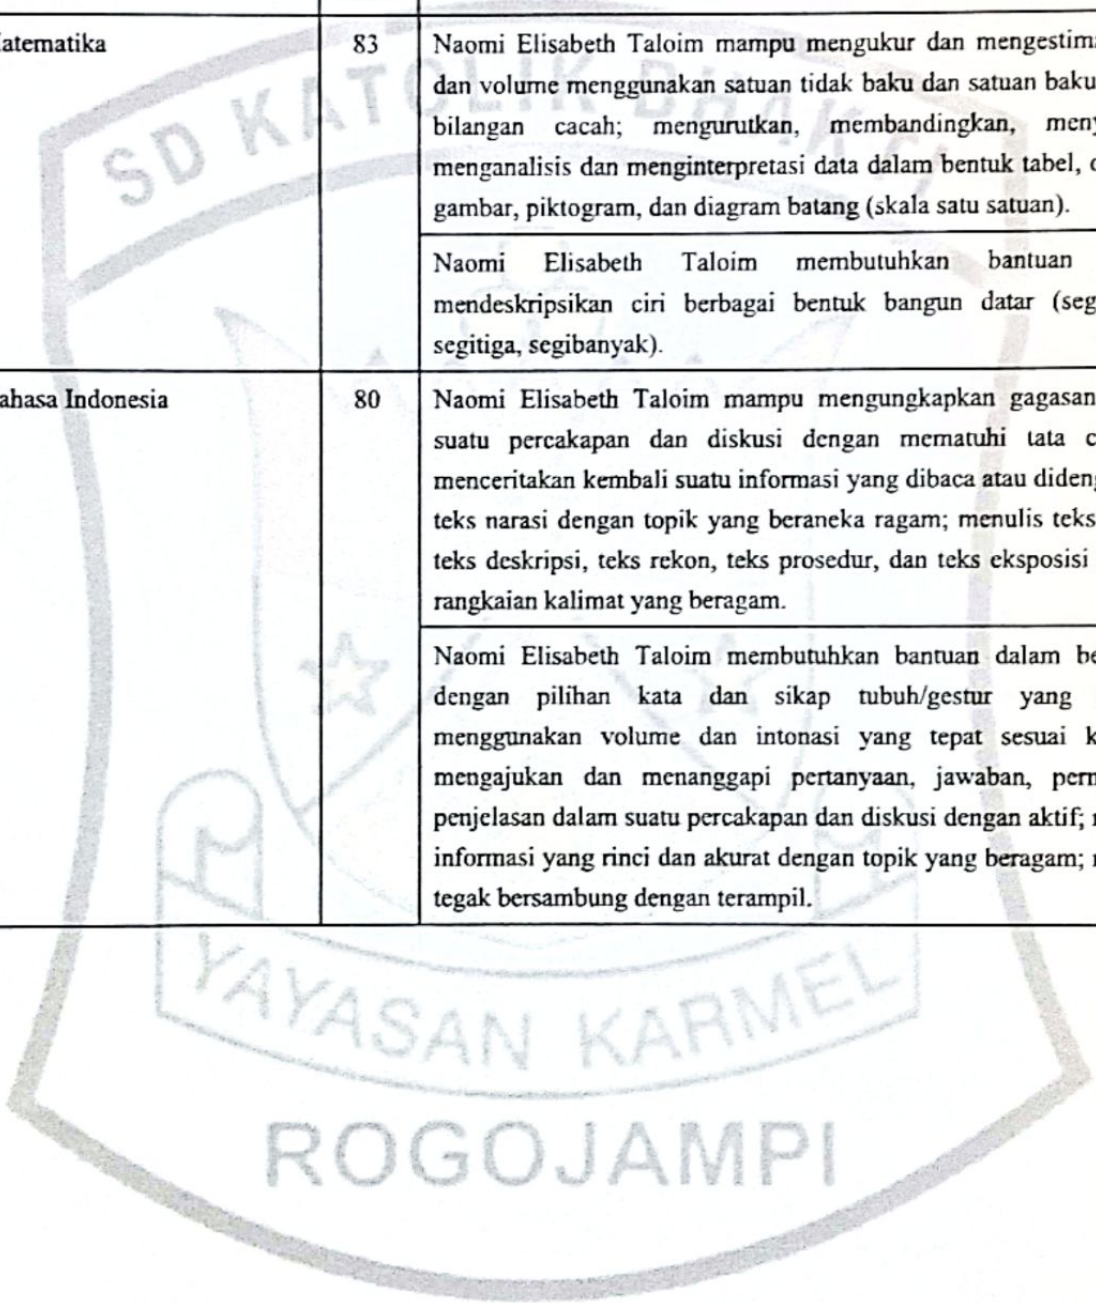 atematika
83
Naomi Elisabeth Taloim mampu mengukur dan mengestim
dan volume menggunakan satuan tidak baku dan satuan baku
bilangan cacah; mengurutkan, membandingkan, meny
menganalisis dan menginterpretasi data dalam bentuk tabel,
gambar, piktogram, dan diagram batang (skala satu satuan).
Naomi Elisabeth Taloim membutuhkan bantuan
mendeskripsikan ciri berbagai bentuk bangun datar (seg
segitiga, segibanyak).
ahasa Indonesia
80
Naomi Elisabeth Taloim mampu mengungkapkan gagasan
suatu percakapan dan diskusi dengan mematuhi tata c
menceritakan kembali suatu informasi yang dibaca atau dideng
teks narasi dengan topik yang beraneka ragam; menulis teks
teks deskripsi, teks rekon, teks prosedur, dan teks eksposisi
rangkaian kalimat yang beragam.
Naomi Elisabeth Taloim membutuhkan bantuan dalam be
dengan pilihan kata dan sikap tubuh/gestur yang
menggunakan volume dan intonasi yang tepat sesuai k
mengajukan dan menanggapi pertanyaan, jawaban, pern
penjelasan dalam suatu percakapan dan diskusi dengan aktif;
informasi yang rinci dan akurat dengan topik yang beragam;
tegak bersambung dengan terampil.
SD KATOLIK BHAKTI
YAYASAN KARMEL
ROGOJAMPI